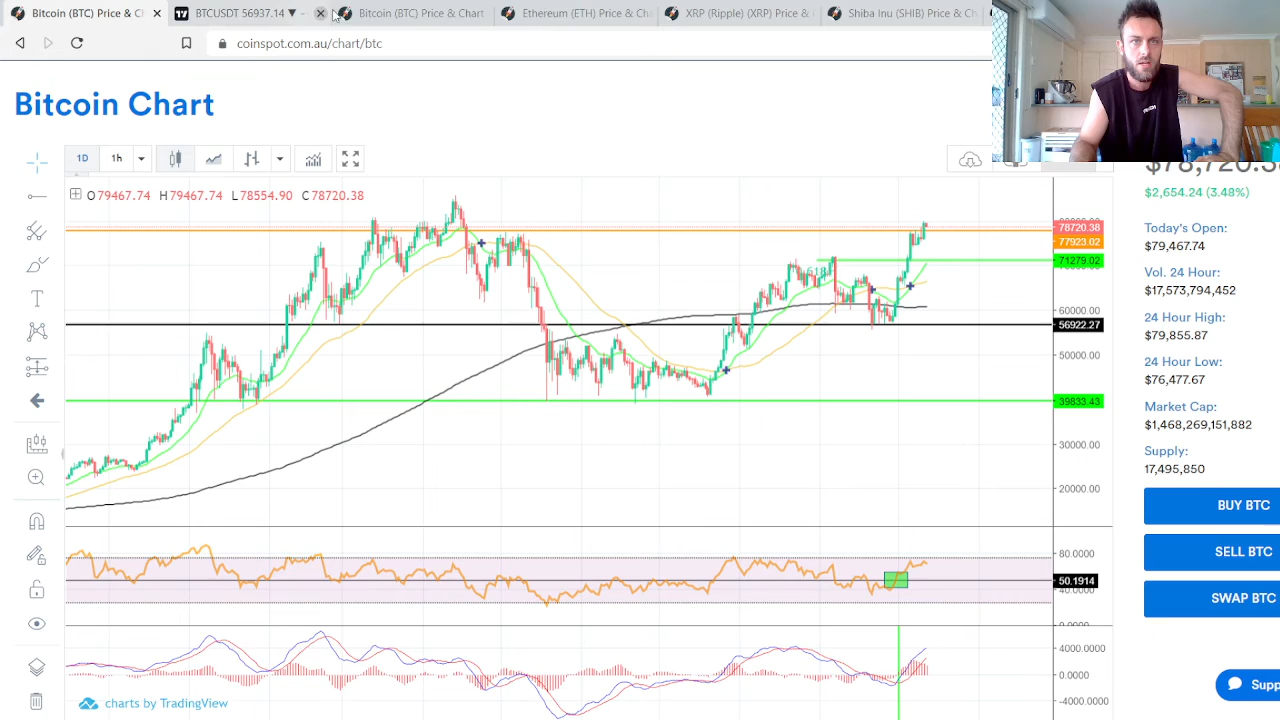 Bitcoin (BTC) Price & Ch
BTCUSDT 56937.14 ▼ −
Bitcoin (BTC) Price & Chart
Ethereum (ETH) Price & Cha
XRP (Ripple) (XRP) Price &
Shiba Inu (SHIB) Price & Ch
coinspot.com.au/chart/btc
Bitcoin Chart
1D 1h
O79467.74 H79467.74 L78554.90 C78720.38
$78,720.3
$2,654.24 (3.48%)
Today's Open:
$79,467.74
Vol. 24 Hour:
$17,573,794,452
24 Hour High:
$79,855.87
24 Hour Low:
$76,477.67
Market Cap:
$1,468,269,151,882
Supply:
17,495,850
BUY BTC
SELL BTC
SWAP BTC
Supp
78720.38
77923.02
71279.02
60000.00
56922.27
50000.00
39833.43
30000.00
20000.00
80.0000
50.1914
40.0000
0.0000
4000.0000
0.0000
-4000.0000
charts by TradingView